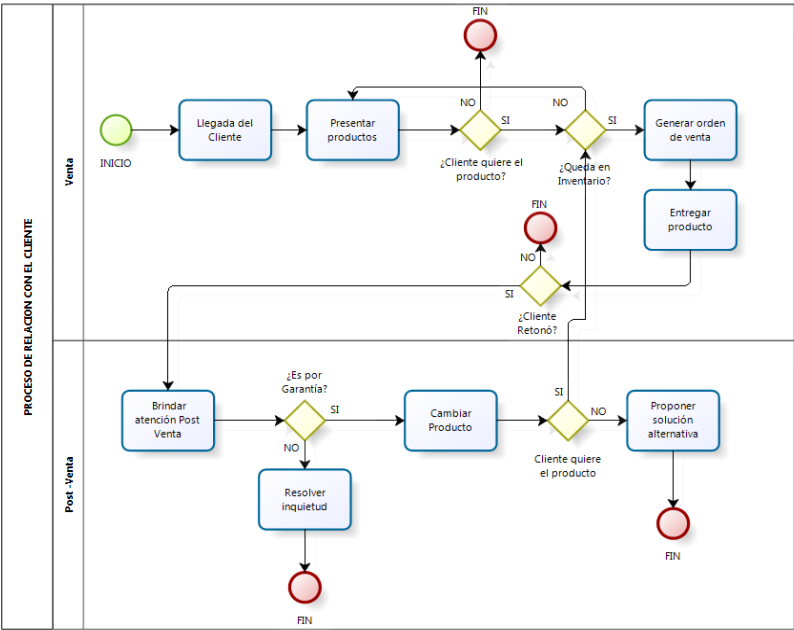 PROCESO DE RELACION CON EL CLIENTE
Venta
FIN
INICIO
Llegada del
Cliente
Presentar
productos
NO
SI
¿Cliente quiere el
producto?
NO
SI
¿Queda en
Inventario?
Generar orden
de venta
Entregar
producto
FIN
NO
SI
¿Cliente
Retonó?
Post -Venta
Brindar
atención Post
Venta
¿Es por
Garantía?
SI
NO
Resolver
inquietud
FIN
Cambiar
Producto
SI
NO
Cliente quiere
el producto
Proponer
solución
alternativa
FIN